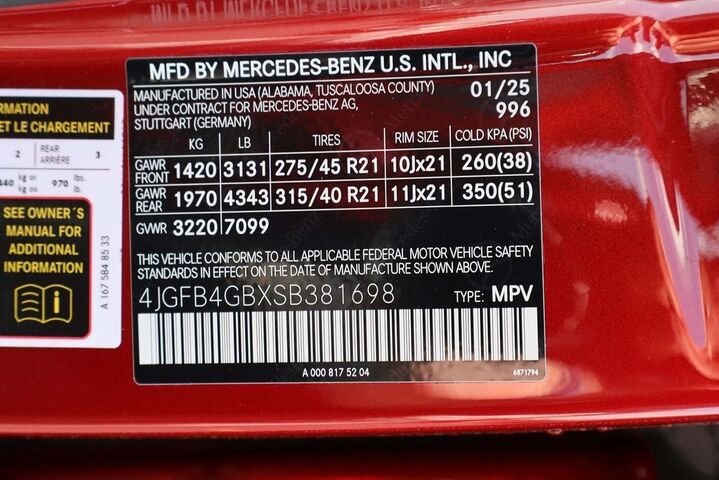 RMATION
ET LE CHARGEMENT
2 REAR ARRIÈRE 3
440 kg or kg ou 970 lb.
SEE OWNER´S
MANUAL FOR
ADDITIONAL
INFORMATION
A 167 584 85 33
MFD BY MERCEDES-BENZ U.S. INTL., INC
MANUFACTURED IN USA (ALABAMA, TUSCALOOSA COUNTY) 01/25
UNDER CONTRACT FOR MERCEDES-BENZ AG, 996
STUTTGART (GERMANY)
KG LB TIRES RIM SIZE COLD KPA (PSI)
GAWR FRONT 1420 3131 275/45 R21 10Jx21 260(38)
GAWR REAR 1970 4343 315/40 R21 11Jx21 350(51)
GVWR 3220 7099
THIS VEHICLE CONFORMS TO ALL APPLICABLE FEDERAL MOTOR VEHICLE SAFETY
STANDARDS IN EFFECT ON THE DATE OF MANUFACTURE SHOWN ABOVE.
4JGFB4GBXSB381698 TYPE: MPV
A 000 817 52 04
6871794